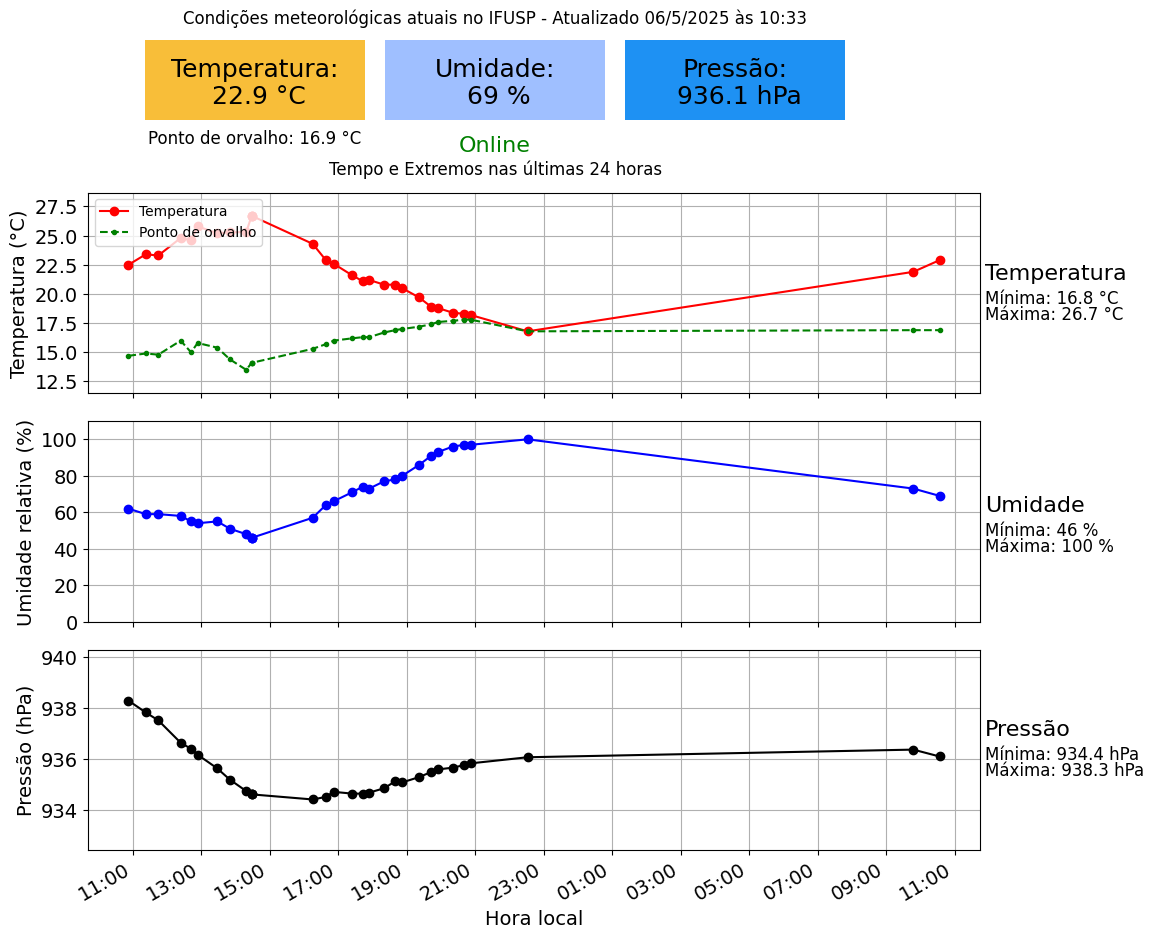 Condições meteorológicas atuais no IFUSP - Atualizado 06/5/2025 às 10:33
Temperatura:
22.9 °C
Umidade:
69 %
Pressão:
936.1 hPa
Ponto de orvalho: 16.9 °C
Online
Tempo e Extremos nas últimas 24 horas
Temperatura (°C)
27.5
25.0
22.5
20.0
17.5
15.0
12.5
Temperatura
Ponto de orvalho
Temperatura
Mínima: 16.8 °C
Máxima: 26.7 °C
Umidade relativa (%)
100
80
60
40
20
0
Umidade
Mínima: 46 %
Máxima: 100 %
Pressão (hPa)
940
938
936
934
Pressão
Mínima: 934.4 hPa
Máxima: 938.3 hPa
11:00 13:00 15:00 17:00 19:00 21:00 23:00 01:00 03:00 05:00 07:00 09:00 11:00
Hora local